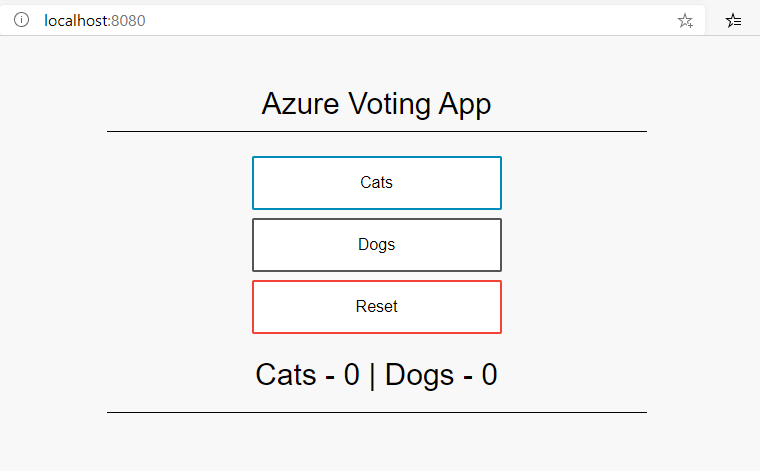 localhost:8080
Azure Voting App
Cats
Dogs
Reset
Cats - 0 | Dogs - 0